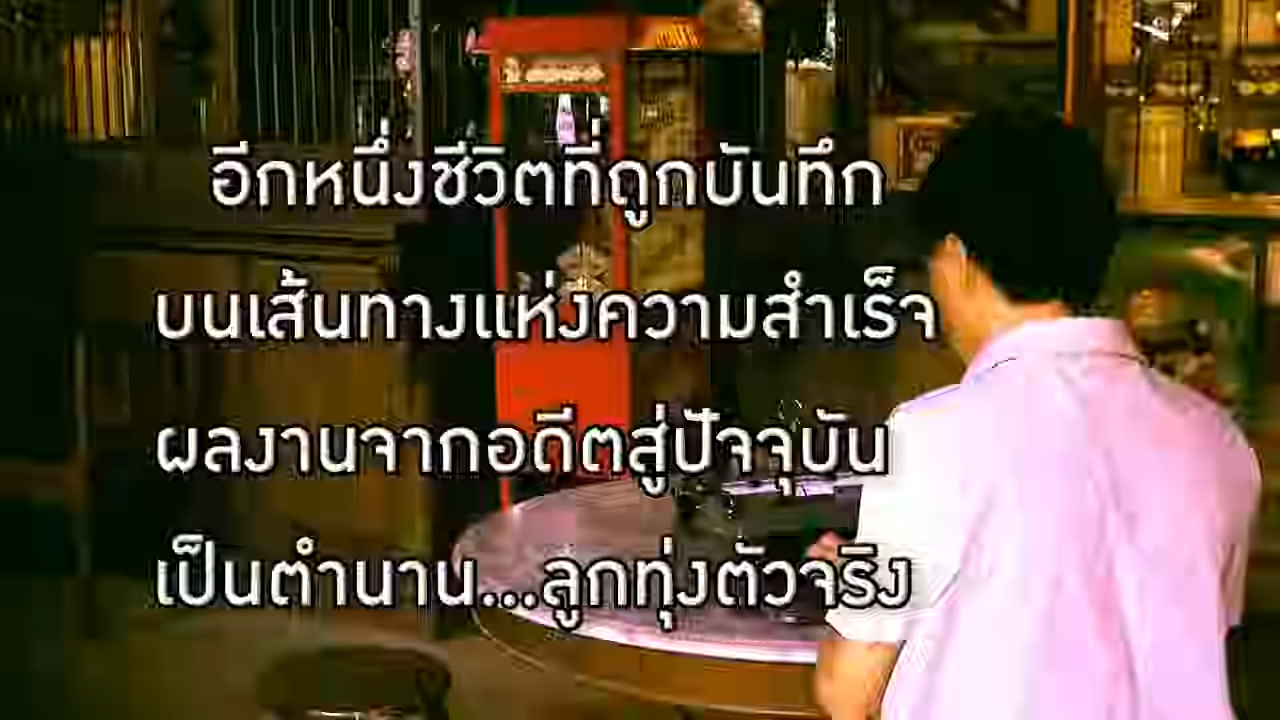 อีกหนึ่งชีวิตที่ถูกบันทึก
บนเส้นทางแห่งความสำเร็จ
ผลงานจากอดีตสู่ปัจจุบัน
เป็นตำนาน...ลูกทุ่งตัวจริง